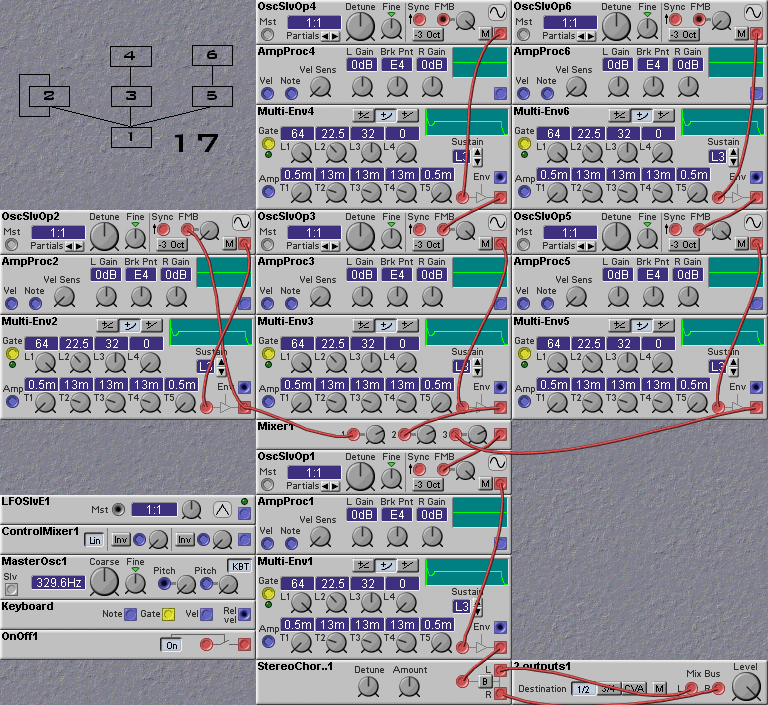 4
6
2
3
5
1
17
OscSlvOp4
Mst
1:1
Detune Fine Sync FMB
Partials
-3 Oct
M
AmpProc4
L Gain Brk Pnt R Gain
0dB E4 0dB
Vel Note Vel Sens
Multi-Env4
Gate
64 22.5 32 0
L1 L2 L3 L4
Sustain
L3
0.5m 13m 13m 13m 0.5m
Amp
T1 T2 T3 T4 T5
Env
OscSlvOp6
Mst
1:1
Detune Fine Sync FMB
Partials
-3 Oct
M
AmpProc6
L Gain Brk Pnt R Gain
0dB E4 0dB
Vel Note Vel Sens
Multi-Env6
Gate
64 22.5 32 0
L1 L2 L3 L4
Sustain
L3
0.5m 13m 13m 13m 0.5m
Amp
T1 T2 T3 T4 T5
Env
OscSlvOp2
Mst
1:1
Detune Fine Sync FMB
Partials
-3 Oct
M
AmpProc2
L Gain Brk Pnt R Gain
0dB E4 0dB
Vel Note Vel Sens
Multi-Env2
Gate
64 22.5 32 0
L1 L2 L3 L4
Sustain
L3
0.5m 13m 13m 13m 0.5m
Amp
T1 T2 T3 T4 T5
Env
OscSlvOp3
Mst
1:1
Detune Fine Sync FMB
Partials
-3 Oct
M
AmpProc3
L Gain Brk Pnt R Gain
0dB E4 0dB
Vel Note Vel Sens
Multi-Env3
Gate
64 22.5 32 0
L1 L2 L3 L4
Sustain
L3
0.5m 13m 13m 13m 0.5m
Amp
T1 T2 T3 T4 T5
Env
OscSlvOp5
Mst
1:1
Detune Fine Sync FMB
Partials
-3 Oct
M
AmpProc5
L Gain Brk Pnt R Gain
0dB E4 0dB
Vel Note Vel Sens
Multi-Env5
Gate
64 22.5 32 0
L1 L2 L3 L4
Sustain
L3
0.5m 13m 13m 13m 0.5m
Amp
T1 T2 T3 T4 T5
Env
Mixer1
1 2 3
OscSlvOp1
Mst
1:1
Detune Fine Sync FMB
Partials
-3 Oct
M
AmpProc1
L Gain Brk Pnt R Gain
0dB E4 0dB
Vel Note Vel Sens
Multi-Env1
Gate
64 22.5 32 0
L1 L2 L3 L4
Sustain
L3
0.5m 13m 13m 13m 0.5m
Amp
T1 T2 T3 T4 T5
Env
LFOSlvE1
Mst
1:1
ControlMixer1
Lin Inv Inv
MasterOsc1
Slv
329.6Hz
Coarse Fine Pitch Pitch
KBT
Keyboard
Note Gate Vel Rel vel
OnOff1
On
StereoChor..1
Detune Amount
L
B
R
2 outputs1
Destination 1/2 3/4 CVA M
Mix Bus
L R
Level